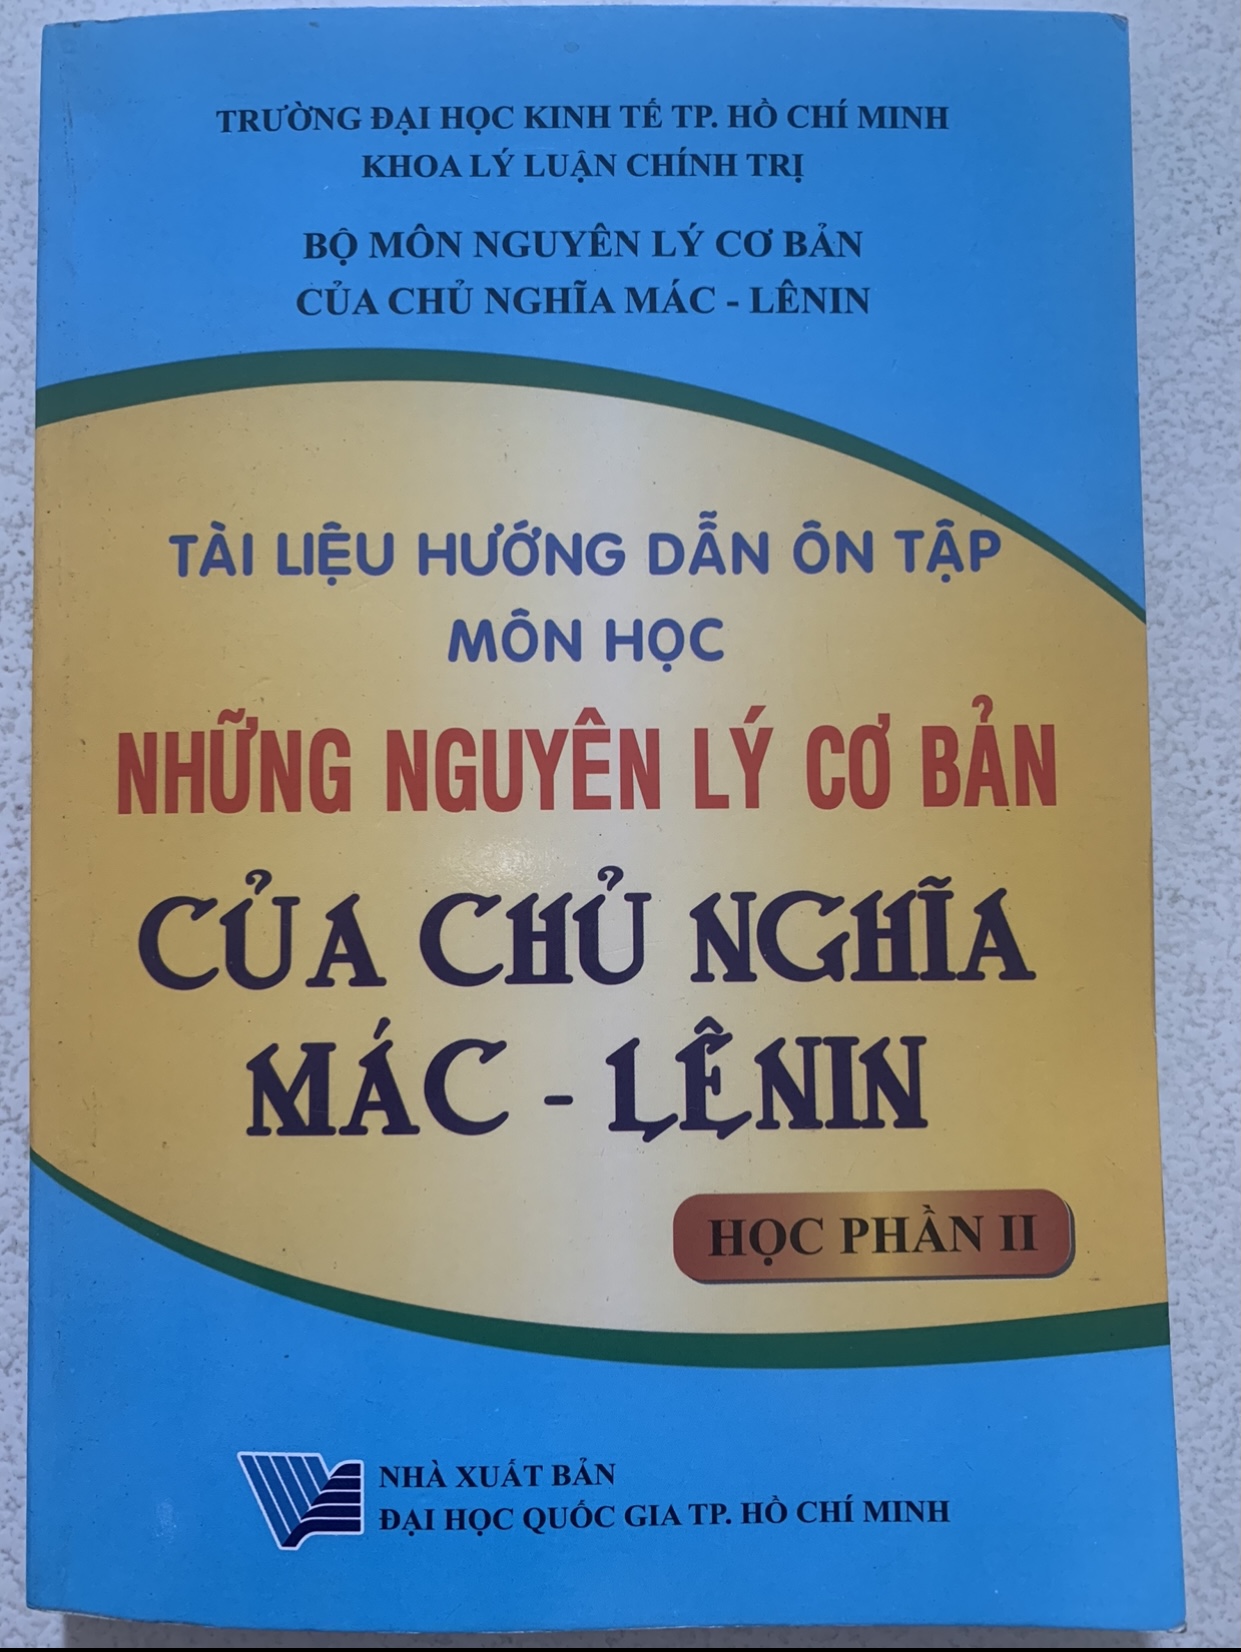 TRƯỜNG ĐẠI HỌC KINH TẾ TP. HỒ CHÍ MINH
KHOA LÝ LUẬN CHÍNH TRỊ
BỘ MÔN NGUYÊN LÝ CƠ BẢN
CỦA CHỦ NGHĨA MÁC - LÊNIN
TÀI LIỆU HƯỚNG DẪN ÔN TẬP
MÔN HỌC
NHỮNG NGUYÊN LÝ CƠ BẢN
CỦA CHỦ NGHĨA
MÁC - LÊNIN
HỌC PHẦN II
NHÀ XUẤT BẢN
ĐẠI HỌC QUỐC GIA TP. HỒ CHÍ MINH